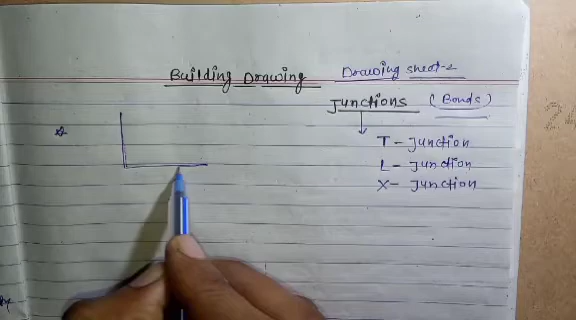 Building Drawing
Drawing sheet-2
Junctions (Bonds)
T- Junction
L- Junction
X- Junction